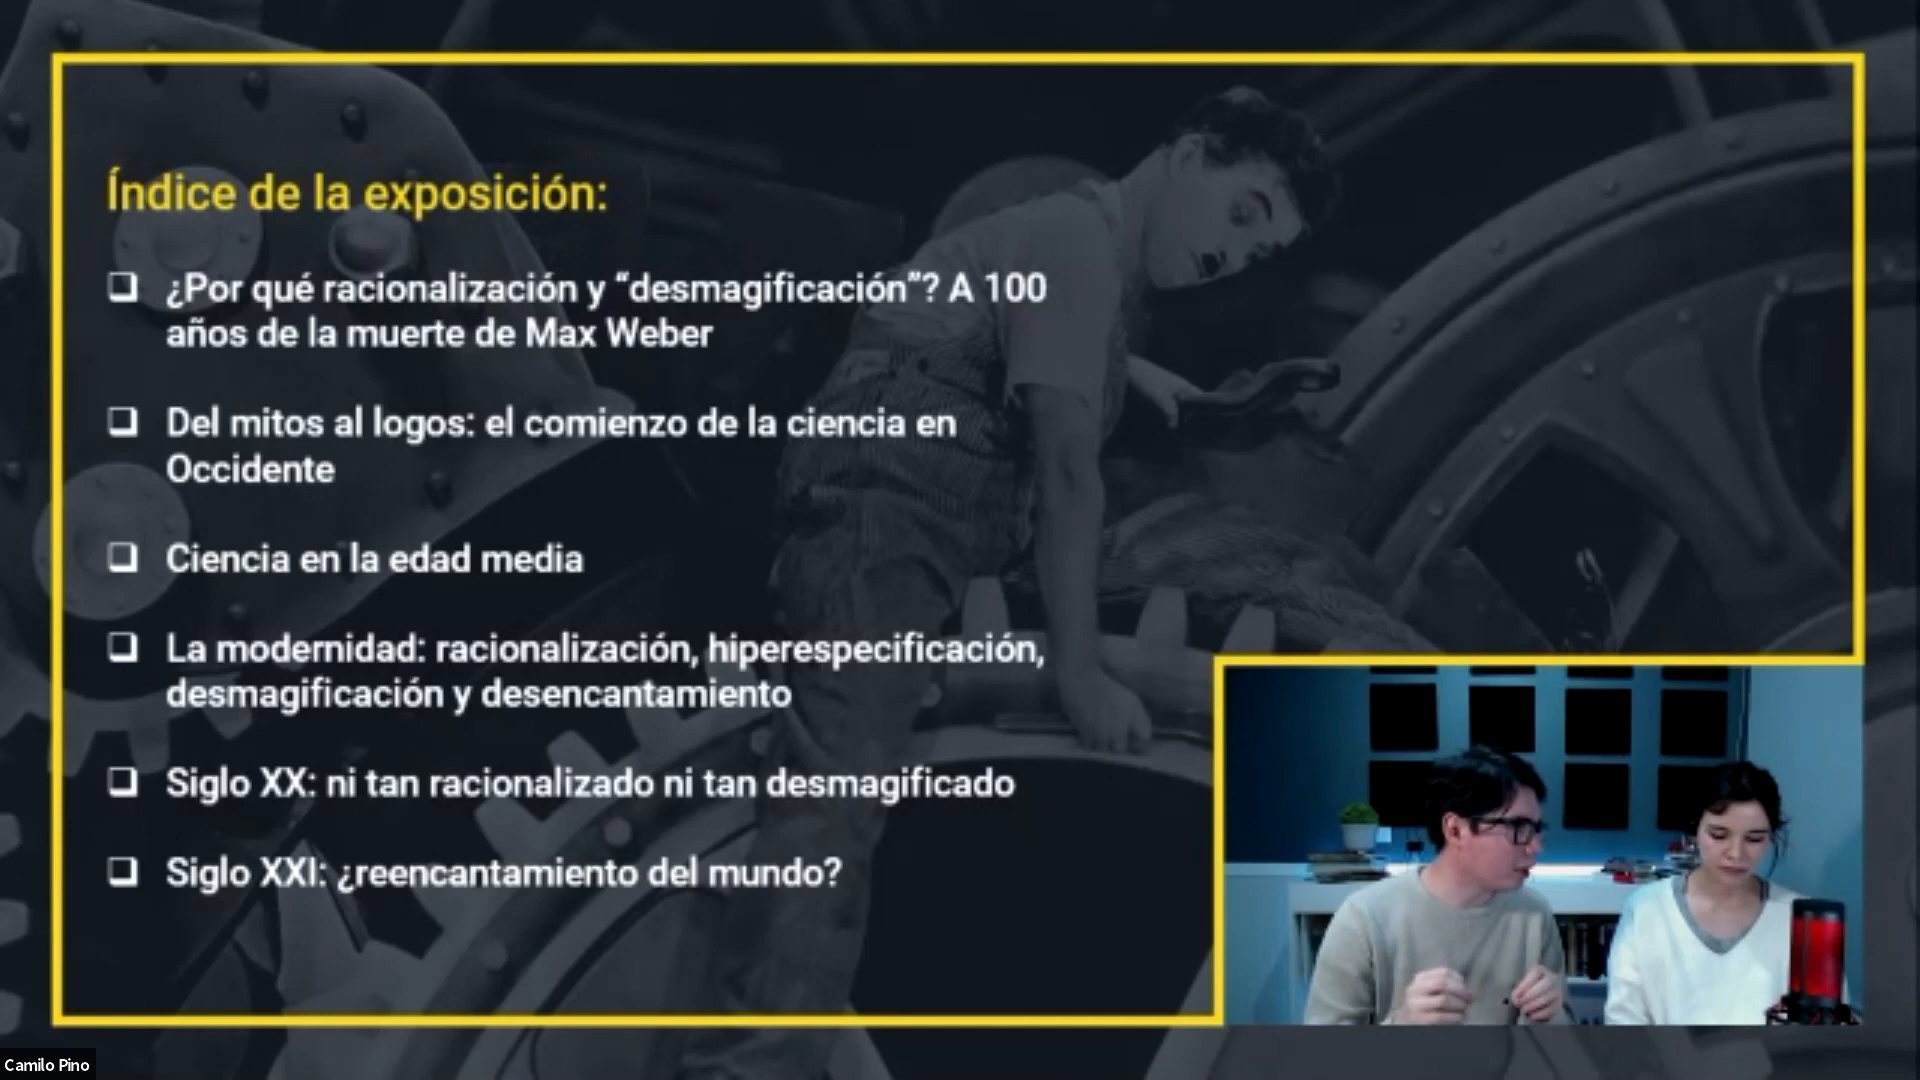 Índice de la exposición:
❑ ¿Por qué racionalización y “desmagificación”? A 100
años de la muerte de Max Weber
❑ Del mitos al logos: el comienzo de la ciencia en
Occidente
❑ Ciencia en la edad media
❑ La modernidad: racionalización, hiperespecificación,
desmagificación y desencantamiento
❑ Siglo XX: ni tan racionalizado ni tan desmagificado
❑ Siglo XXI: ¿reencantamiento del mundo?
Camilo Pino